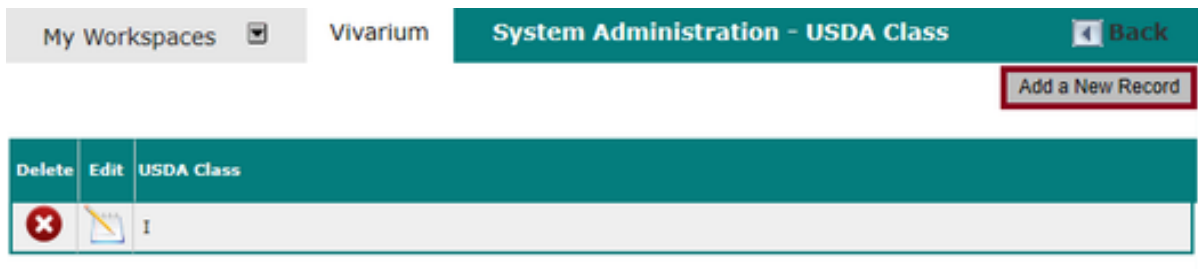 My Workspaces Vivarium System Administration - USDA Class Back
Add a New Record
Delete Edit USDA Class
I